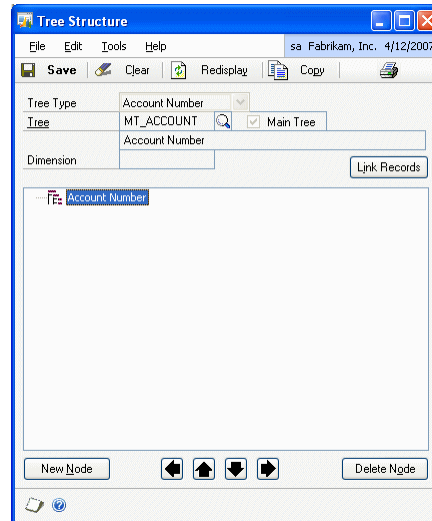 Tree Structure
File Edit Tools Help sa Fabrikam, Inc. 4/12/2007
Save Clear Redisplay Copy
Tree Type Account Number
Tree MT_ACCOUNT Main Tree
Account Number
Dimension
Link Records
Account Number
New Node Delete Node